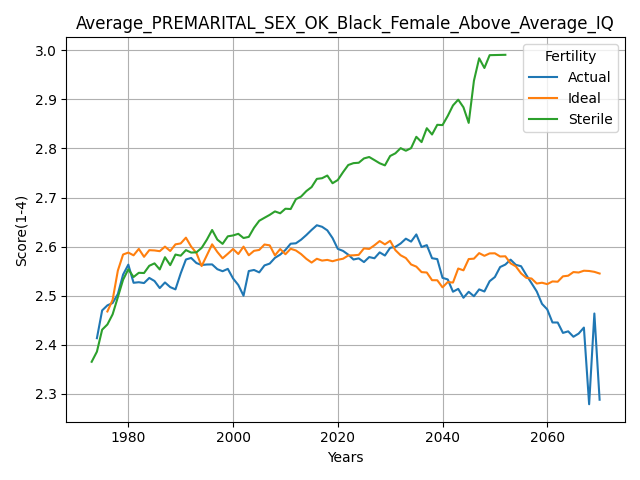 Average_PREMARITAL_SEX_OK_Black_Female_Above_Average_IQ
3.0
2.9
2.8
2.7
2.6
2.5
2.4
2.3
Score(1-4)
Fertility
Actual
Ideal
Sterile
1980 2000 2020 2040 2060
Years